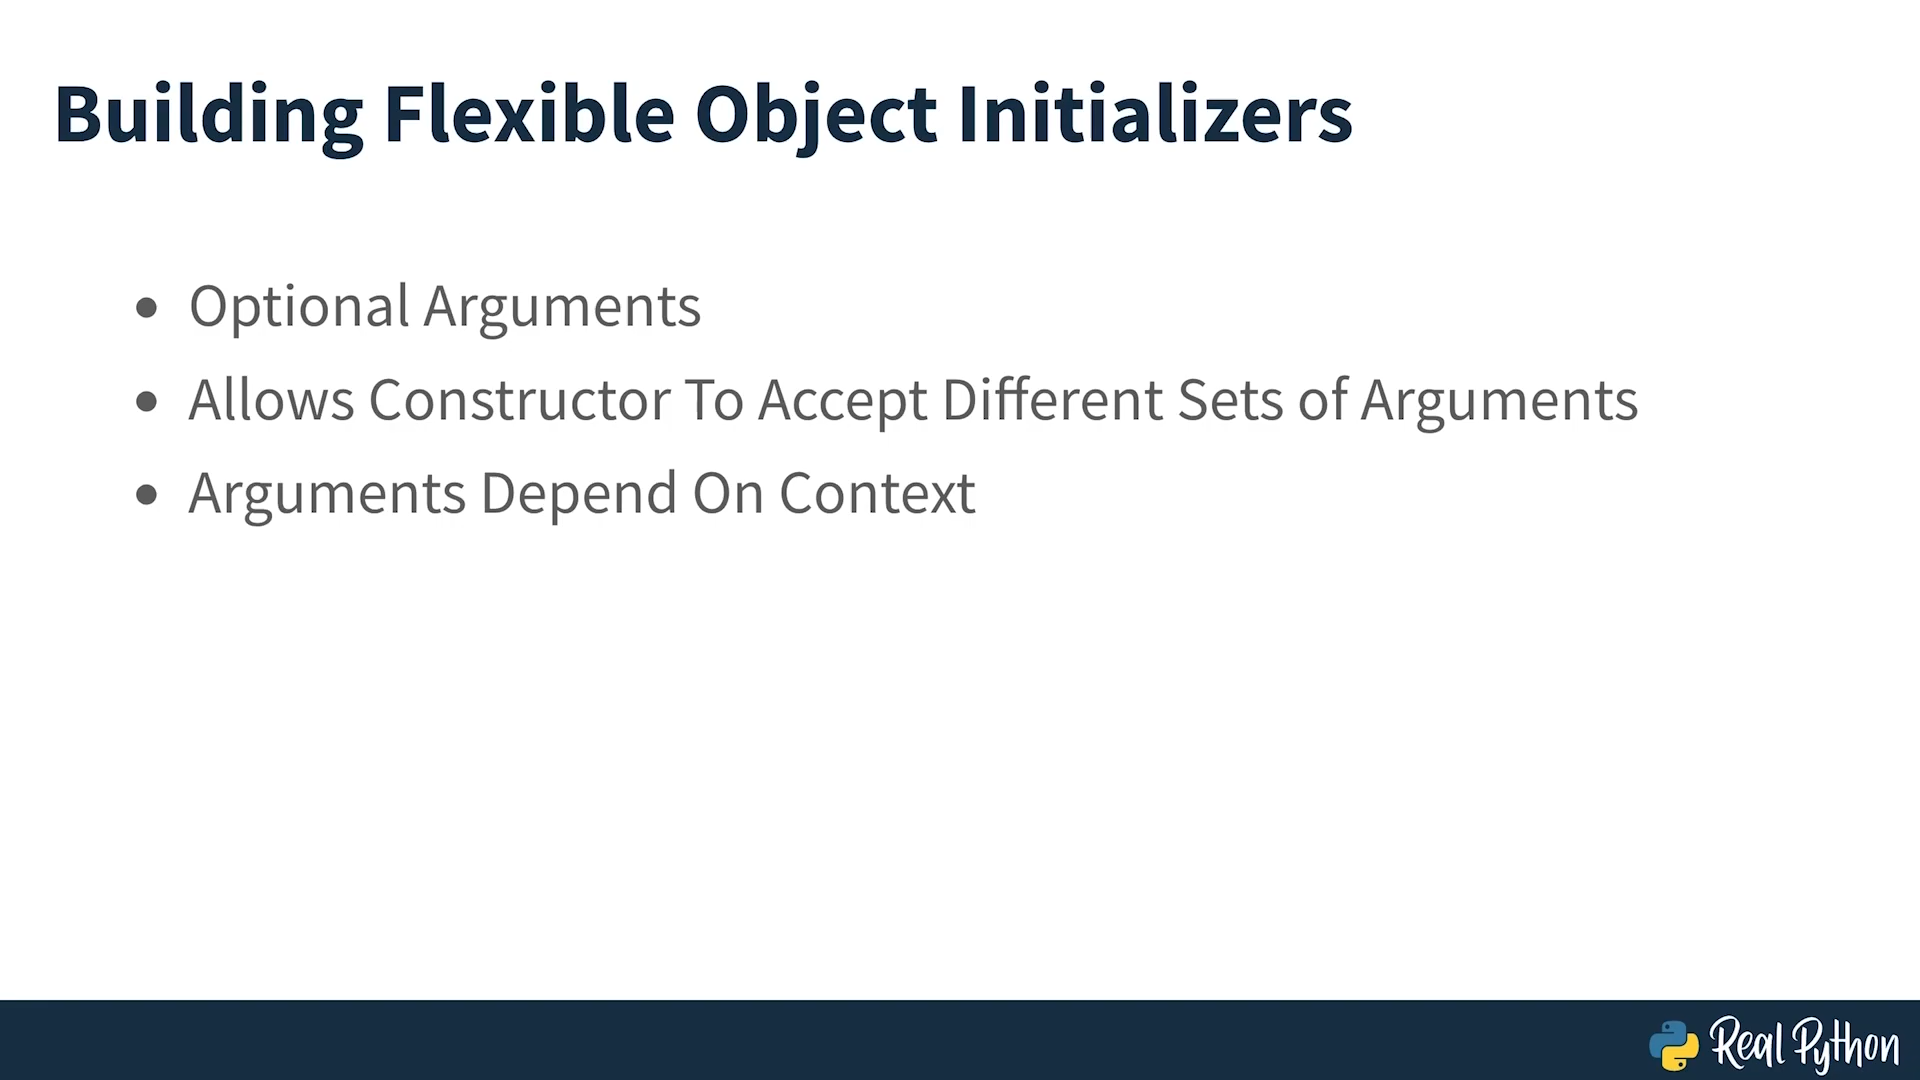 Building Flexible Object Initializers
• Optional Arguments
• Allows Constructor To Accept Different Sets of Arguments
• Arguments Depend On Context
Real Python